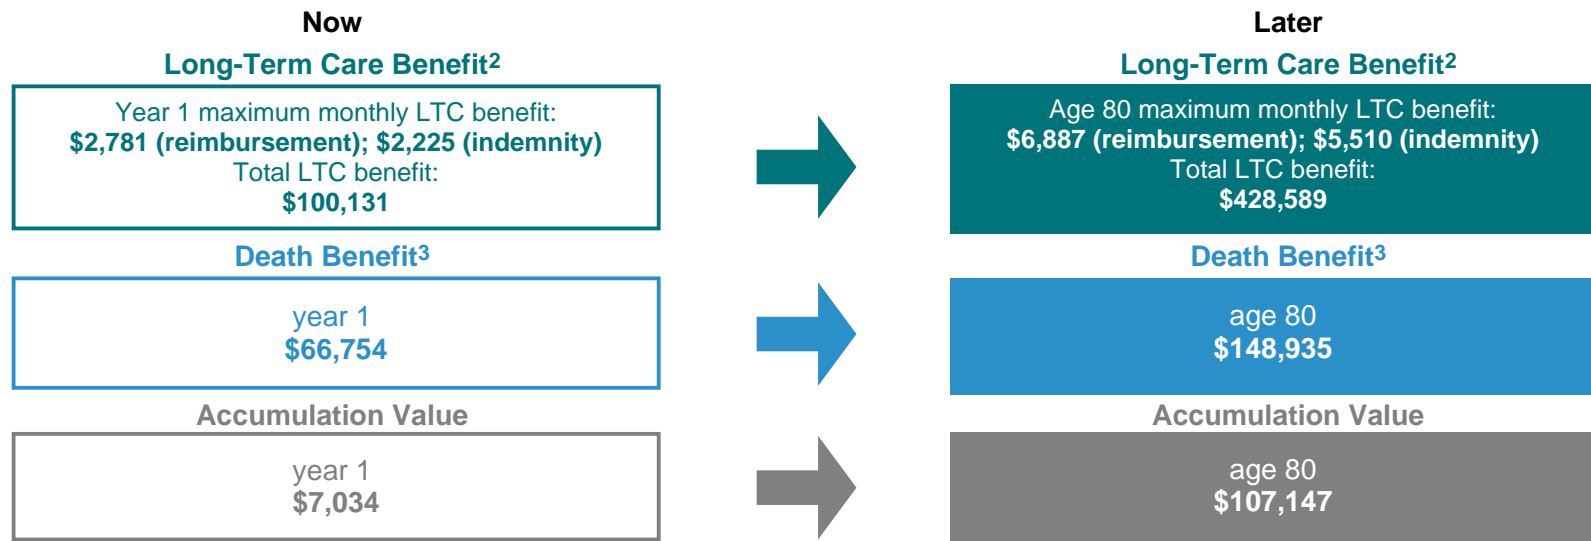 Now
Long-Term Care Benefit2
Year 1 maximum monthly LTC benefit:
$2,781 (reimbursement); $2,225 (indemnity)
Total LTC benefit:
$100,131
Death Benefit3
year 1
$66,754
Accumulation Value
year 1
$7,034
Later
Long-Term Care Benefit2
Age 80 maximum monthly LTC benefit:
$6,887 (reimbursement); $5,510 (indemnity)
Total LTC benefit:
$428,589
Death Benefit3
age 80
$148,935
Accumulation Value
age 80
$107,147